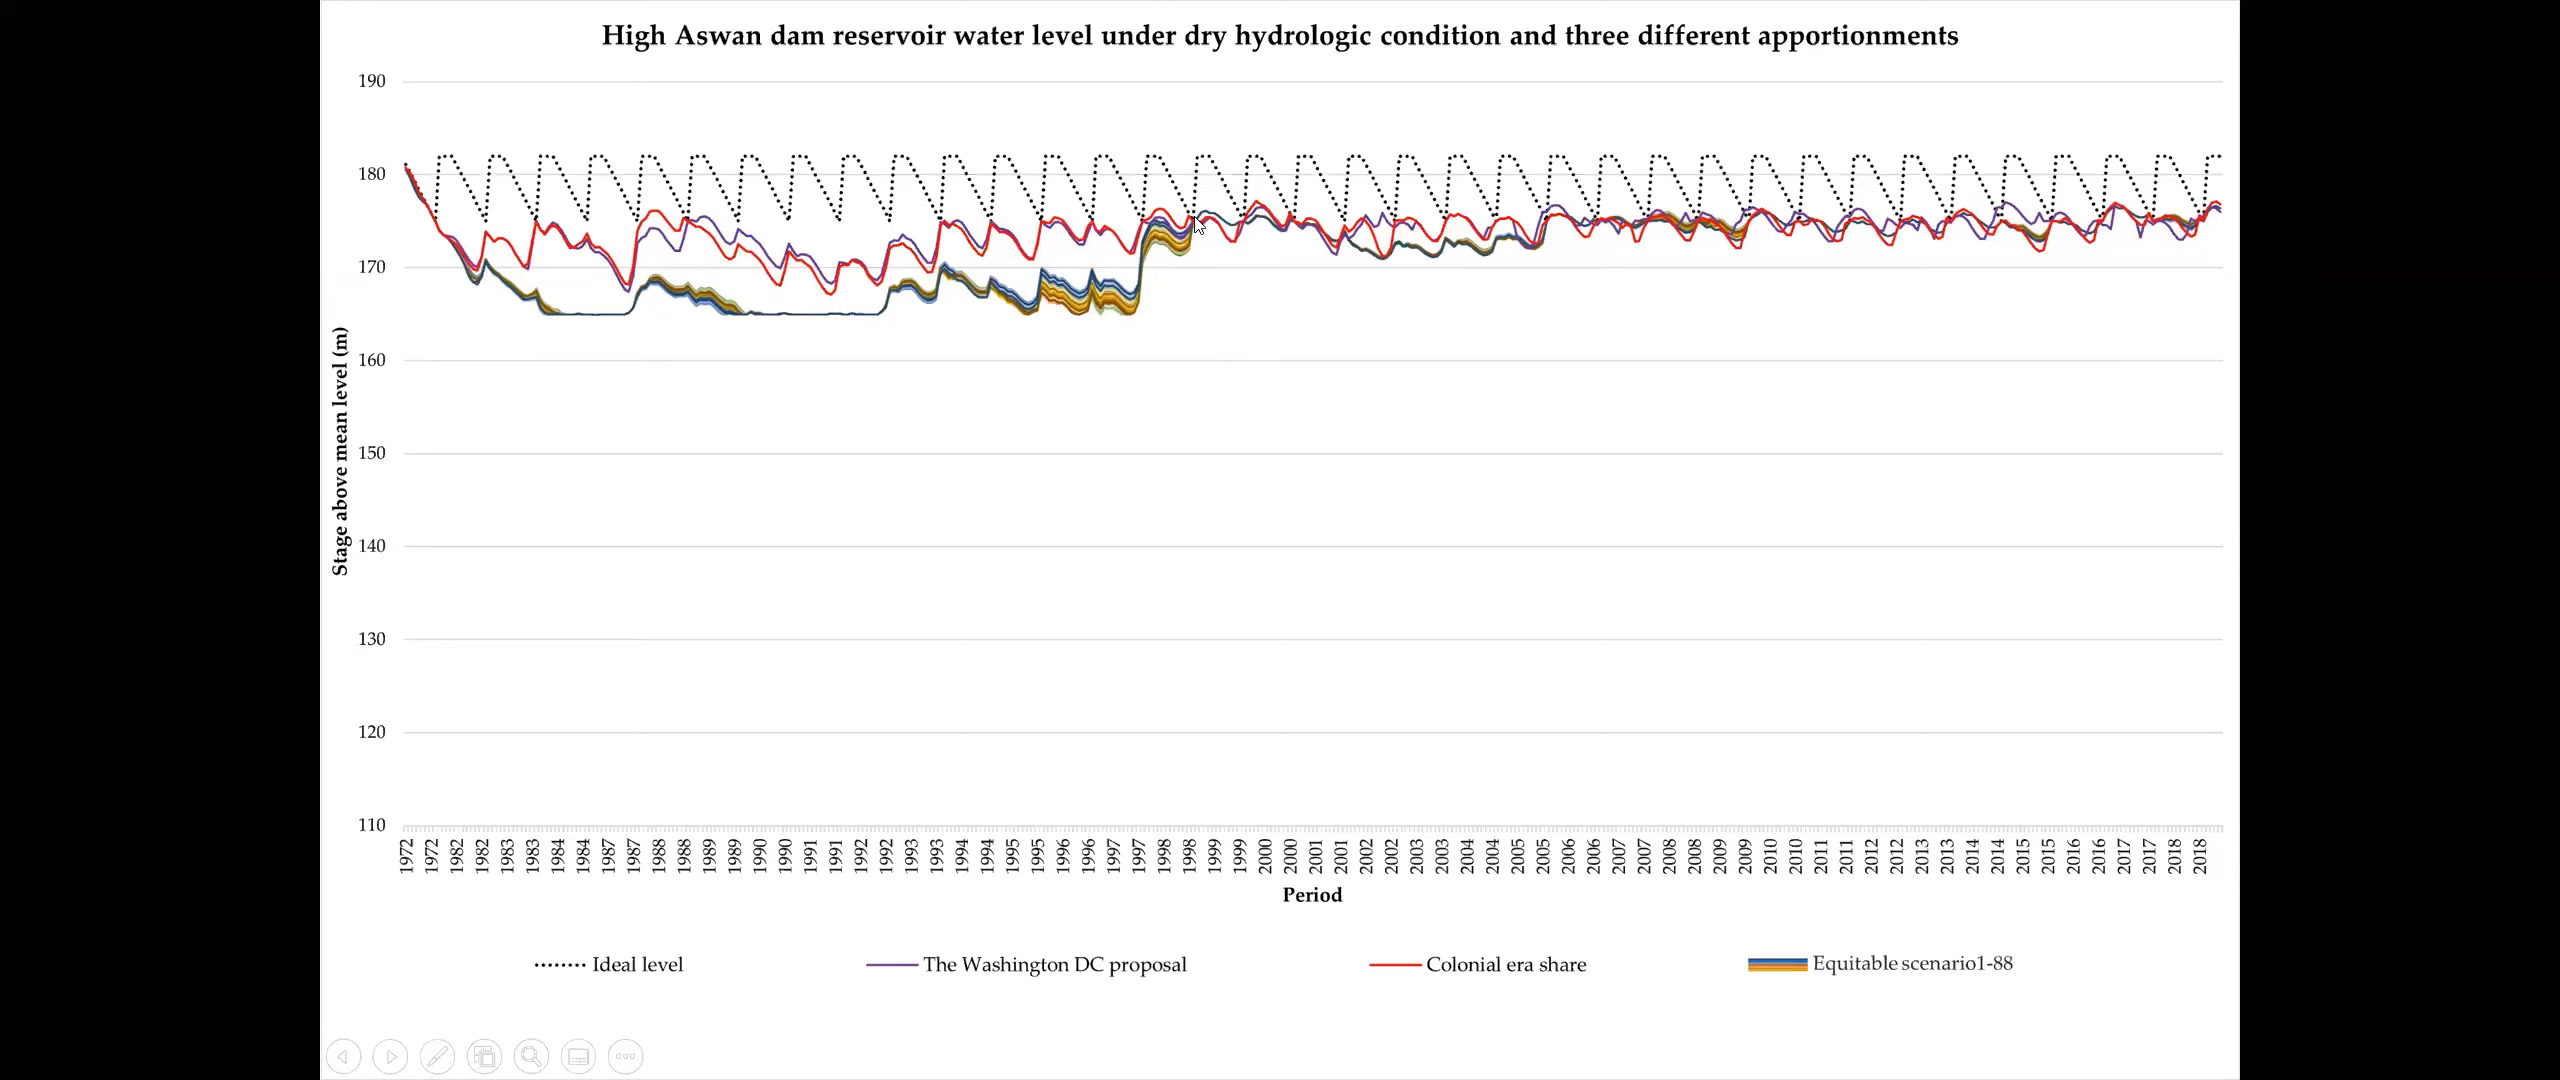 High Aswan dam reservoir water level under dry hydrologic condition and three different apportionments
190
180
170
160
150
140
130
120
110
Stage above mean level (m)
1972 1972 1982 1982 1983 1983 1984 1984 1987 1987 1988 1988 1989 1989 1990 1990 1991 1991 1992 1992 1993 1993 1994 1994 1995 1995 1996 1996 1997 1997 1998 1998 1999 1999 2000 2000 2001 2001 2002 2002 2003 2003 2004 2004 2005 2005 2006 2006 2007 2007 2008 2008 2009 2009 2010 2010 2011 2011 2012 2012 2013 2013 2014 2014 2015 2015 2016 2016 2017 2017 2018 2018
Period
Ideal level The Washington DC proposal Colonial era share Equitable scenario1-88